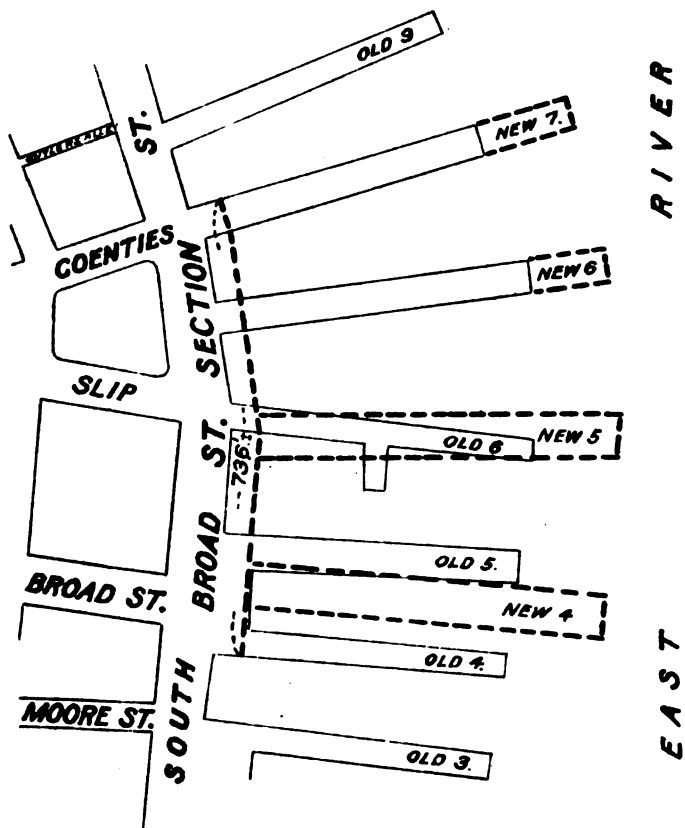 OLD 9
RIVER
NEW 7.
ST.
COENTIES
SECTION
NEW 6
SLIP
ST.
OLD 6
NEW 5
BROAD
OLD 5.
BROAD ST.
NEW 4
OLD 4.
EAST
MOORE ST.
SOUTH
OLD 3.